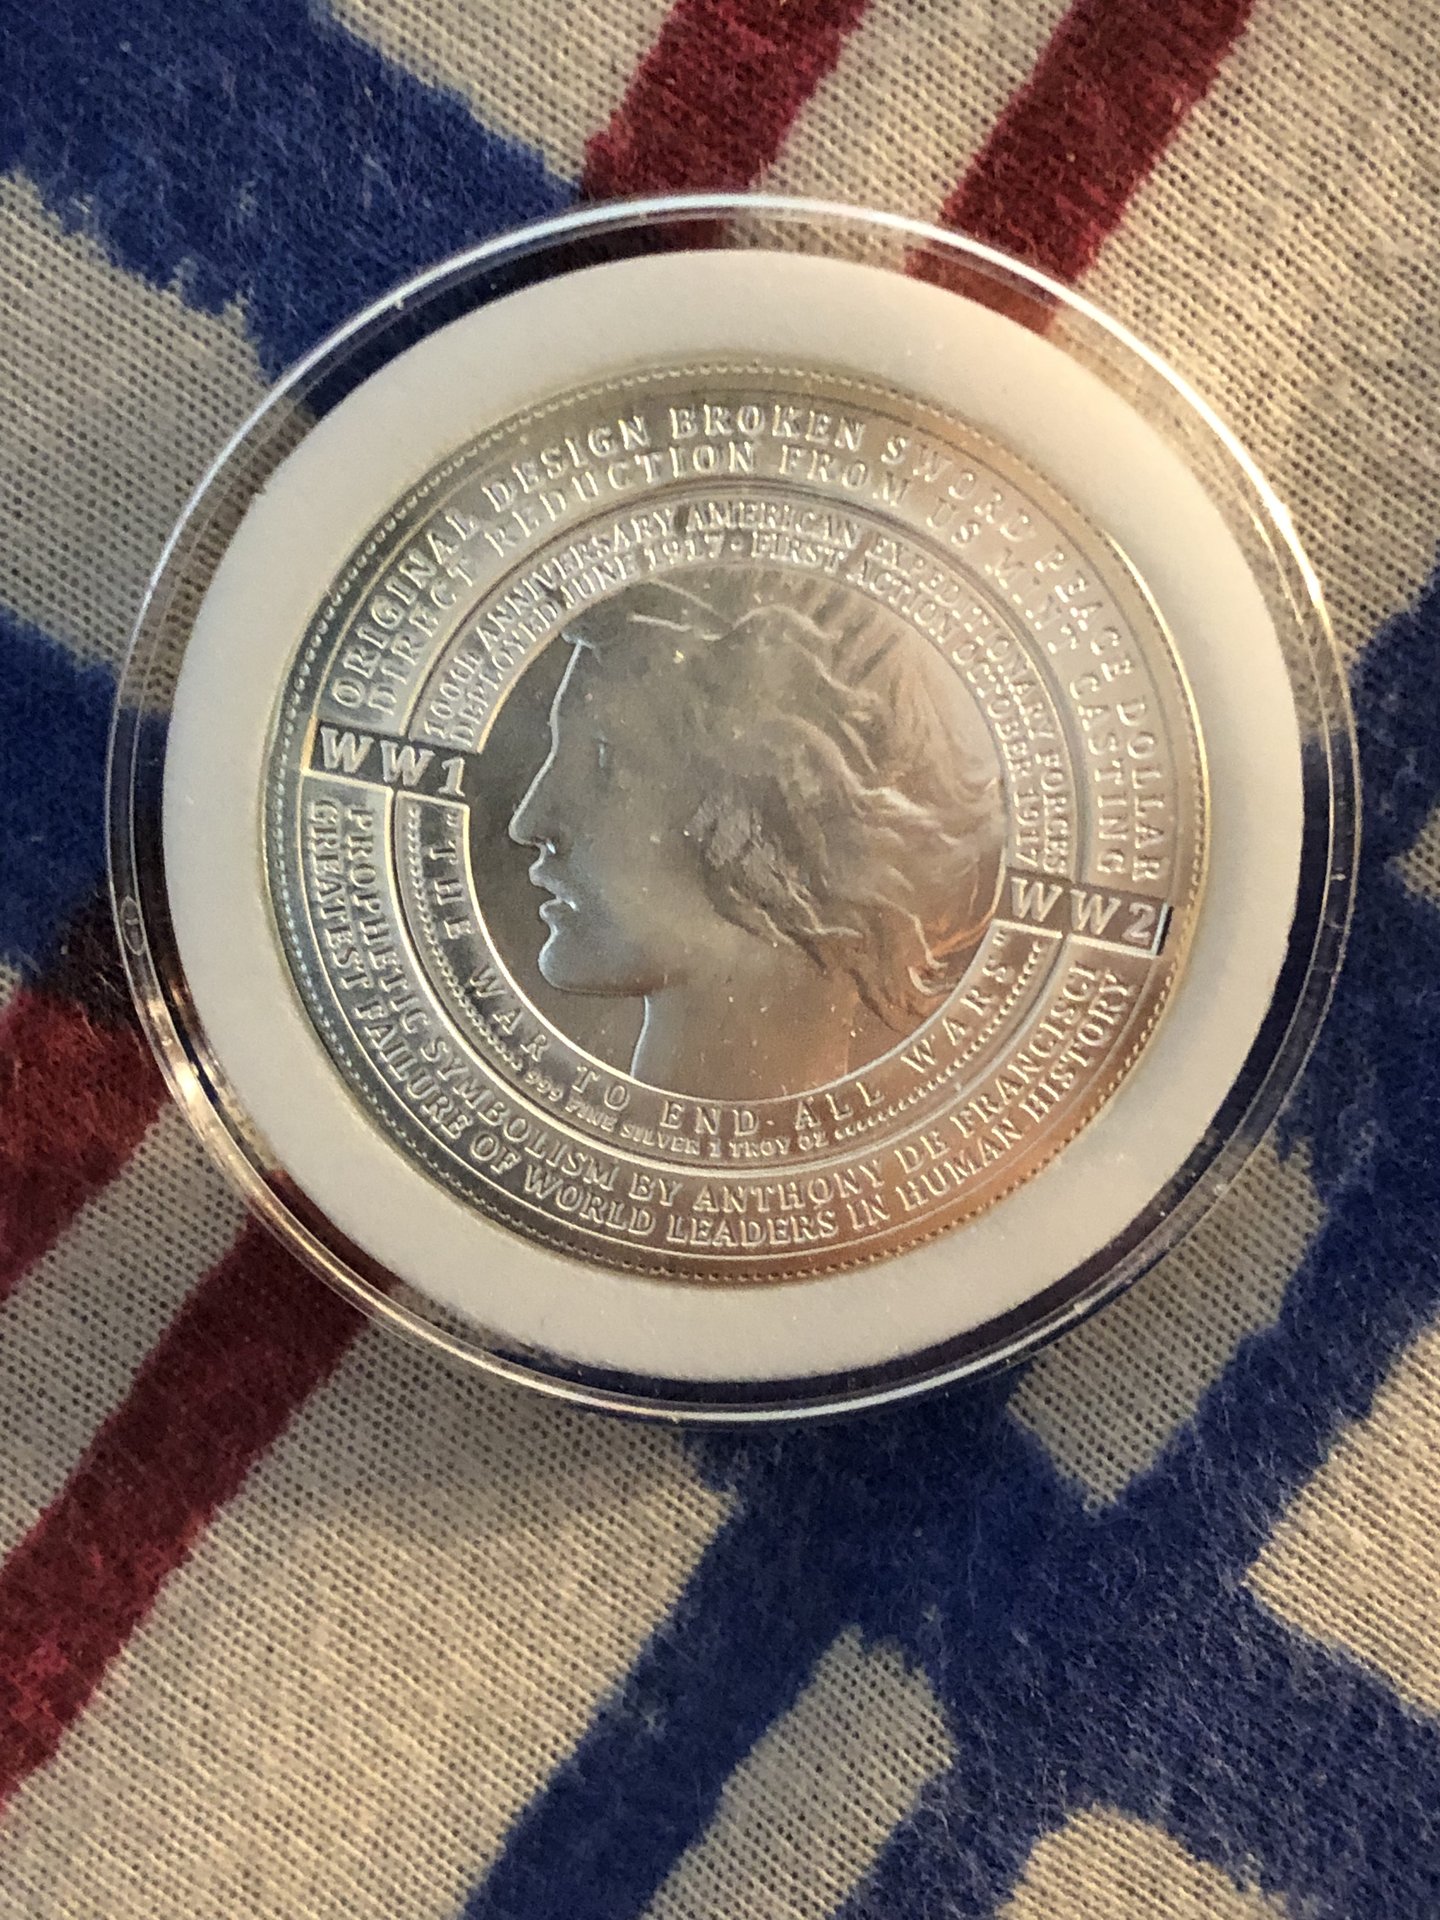 ORIGINAL DESIGN BROKEN SWORD PEACE DOLLAR
DIRECT REDUCTION FROM US MINT CASTING
100th ANNIVERSARY AMERICAN EXPEDITIONARY FORCES
DEPLOYED JUNE 1917 · FIRST ACTION OCTOBER 1917
WW1
WW2
"THE WAR TO END ALL WARS"
999 FINE SILVER 1 TROY OZ
PROPHETIC SYMBOLISM BY ANTHONY DE FRANCISCI
GREATEST FAILURE OF WORLD LEADERS IN HUMAN HISTORY